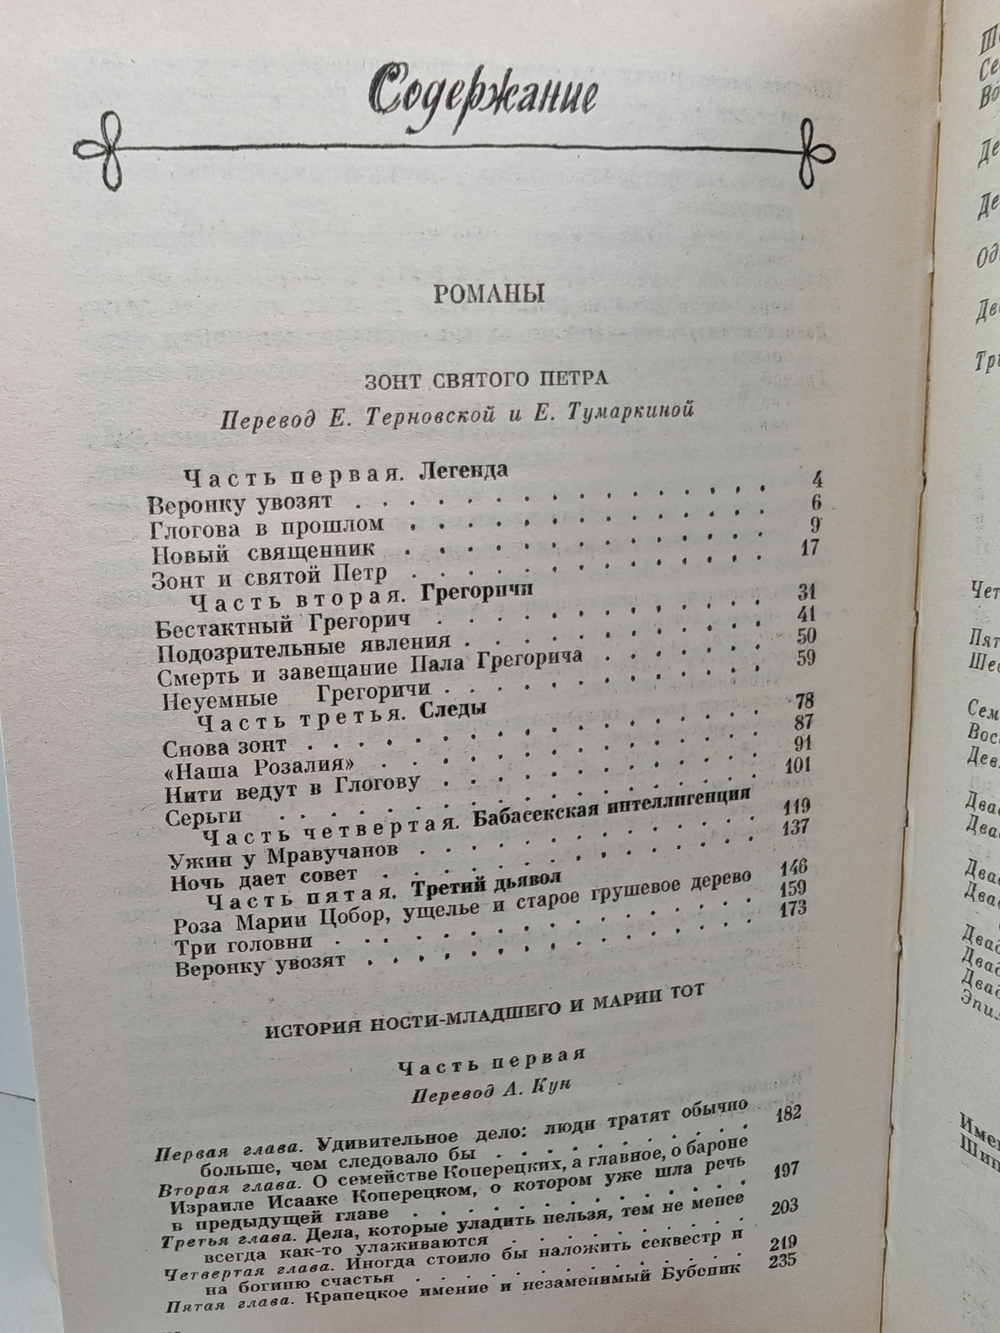 Содержание
РОМАНЫ
ЗОНТ СВЯТОГО ПЕТРА
Перевод Е. Терновской и Е. Тумаркиной
Часть первая. Легенда
Веронку увозят . . . . . . . . . . . . . . . . 4
Глогова в прошлом . . . . . . . . . . . . . . 6
Новый священник . . . . . . . . . . . . . . 9
Зонт и святой Петр . . . . . . . . . . . . . . 17
Часть вторая. Грегоричи
Бестактный Грегорич . . . . . . . . . . . . . 31
Подозрительные явления . . . . . . . . . . . . 41
Смерть и завещание Пала Грегорича . . . . . . 50
Неуемные Грегоричи . . . . . . . . . . . . . 59
Часть третья. Следы
Снова зонт . . . . . . . . . . . . . . . . . 78
«Наша Розалия» . . . . . . . . . . . . . . . 87
Нити ведут в Глогову . . . . . . . . . . . . 91
Серьги . . . . . . . . . . . . . . . . . . 101
Часть четвертая. Бабасекская интеллигенция
Ужин у Мравучанов . . . . . . . . . . . . . 119
Ночь дает совет . . . . . . . . . . . . . . 137
Часть пятая. Третий дьявол
Роза Марии Цобор, ущелье и старое грушевое дерево 146
Три головни . . . . . . . . . . . . . . . . 159
Веронку увозят . . . . . . . . . . . . . . . 173
ИСТОРИЯ НОСТИ-МЛАДШЕГО И МАРИИ ТОТ
Часть первая
Перевод А. Кун
Первая глава. Удивительное дело: люди тратят обычно
больше, чем следовало бы . . . . . . . . . . 182
Вторая глава. О семействе Коперецких, а главное, о бароне
Израиле Исааке Коперецком, о котором уже шла речь
в предыдущей главе . . . . . . . . . . . . . 197
Третья глава. Дела, которые уладить нельзя, тем не менее
всегда как-то улаживаются . . . . . . . . . . 203
Четвертая глава. Иногда стоило бы наложить секвестр и
на богиню счастья . . . . . . . . . . . . . 219
Пятая глава. Крапецкое имение и незаменимый Бубеник 235